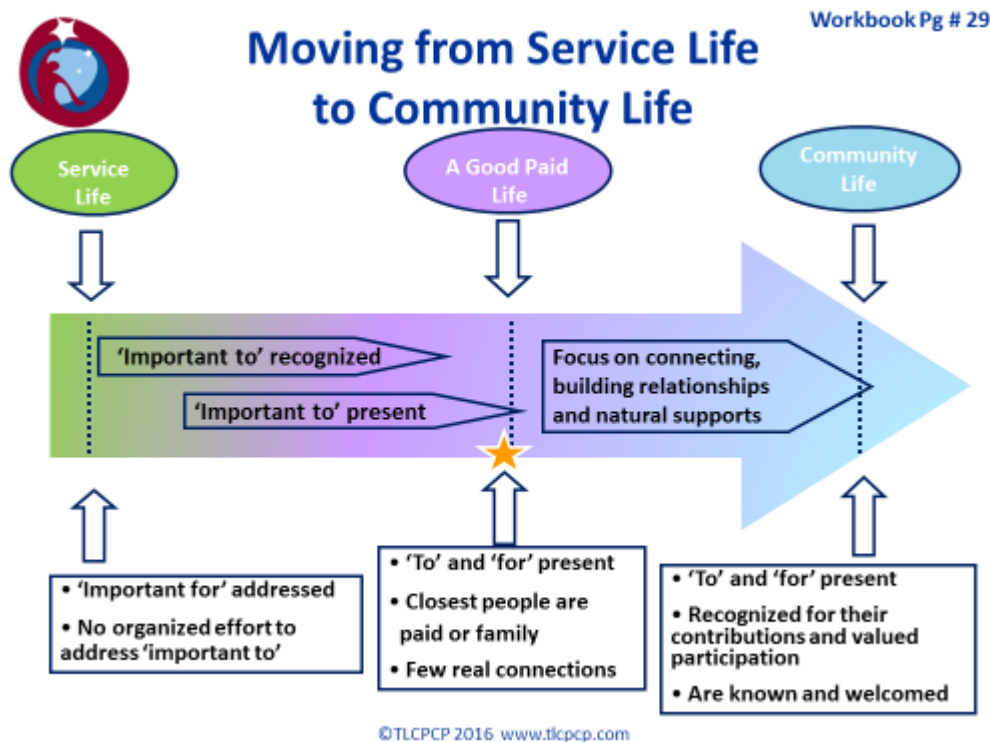 Workbook Pg # 29
Moving from Service Life
to Community Life
Service
Life
A Good Paid
Life
Community
Life
‘Important to’ recognized
‘Important to’ present
Focus on connecting,
building relationships
and natural supports
• ‘Important for’ addressed
• No organized effort to
address ‘important to’
• ‘To’ and ‘for’ present
• Closest people are
paid or family
• Few real connections
• ‘To’ and ‘for’ present
• Recognized for their
contributions and valued
participation
• Are known and welcomed
©TLCPCP 2016 www.tlcpcp.com